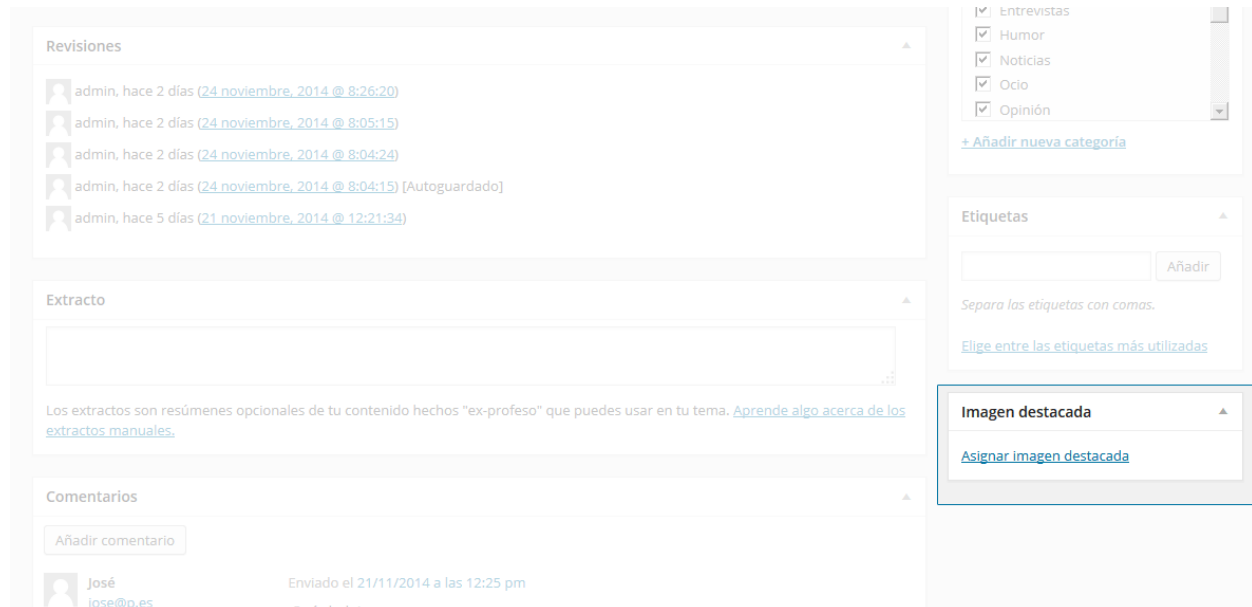 Revisiones
admin, hace 2 días (24 noviembre, 2014 @ 8:26:20)
admin, hace 2 días (24 noviembre, 2014 @ 8:05:15)
admin, hace 2 días (24 noviembre, 2014 @ 8:04:24)
admin, hace 2 días (24 noviembre, 2014 @ 8:04:15) [Autoguardado]
admin, hace 5 días (21 noviembre, 2014 @ 12:21:34)
Extracto
Los extractos son resúmenes opcionales de tu contenido hechos "ex-profeso" que puedes usar en tu tema. Aprende algo acerca de los
extractos manuales.
Comentarios
Añadir comentario
José
jose@p.es
Enviado el 21/11/2014 a las 12:25 pm
Entrevistas
Humor
Noticias
Ocio
Opinión
+ Añadir nueva categoría
Etiquetas
Añadir
Separa las etiquetas con comas.
Elige entre las etiquetas más utilizadas
Imagen destacada
Asignar imagen destacada